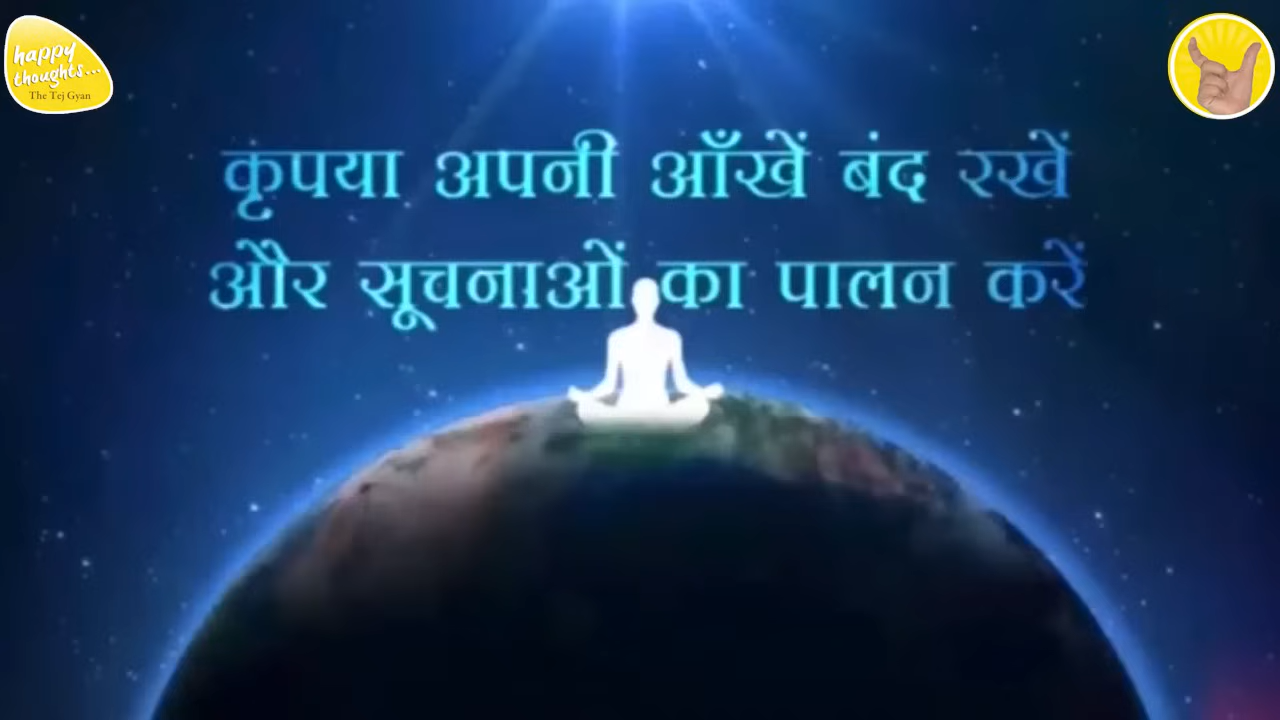 happy
thoughts...
The Tej Gyan
कृपया अपनी आँखें बंद रखें
और सूचनाओं का पालन करें